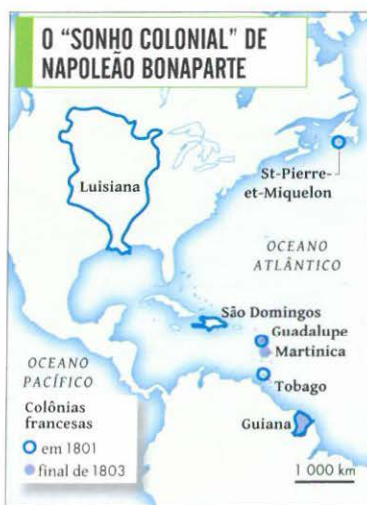 O “SONHO COLONIAL” DE
NAPOLEÃO BONAPARTE
Luisiana
St-Pierre-
et-Miquelon
OCEANO
ATLÂNTICO
São Domingos
Guadalupe
Martinica
OCEANO
PACÍFICO
Tobago
Colônias
francesas
em 1801
final de 1803
Guiana
1 000 km